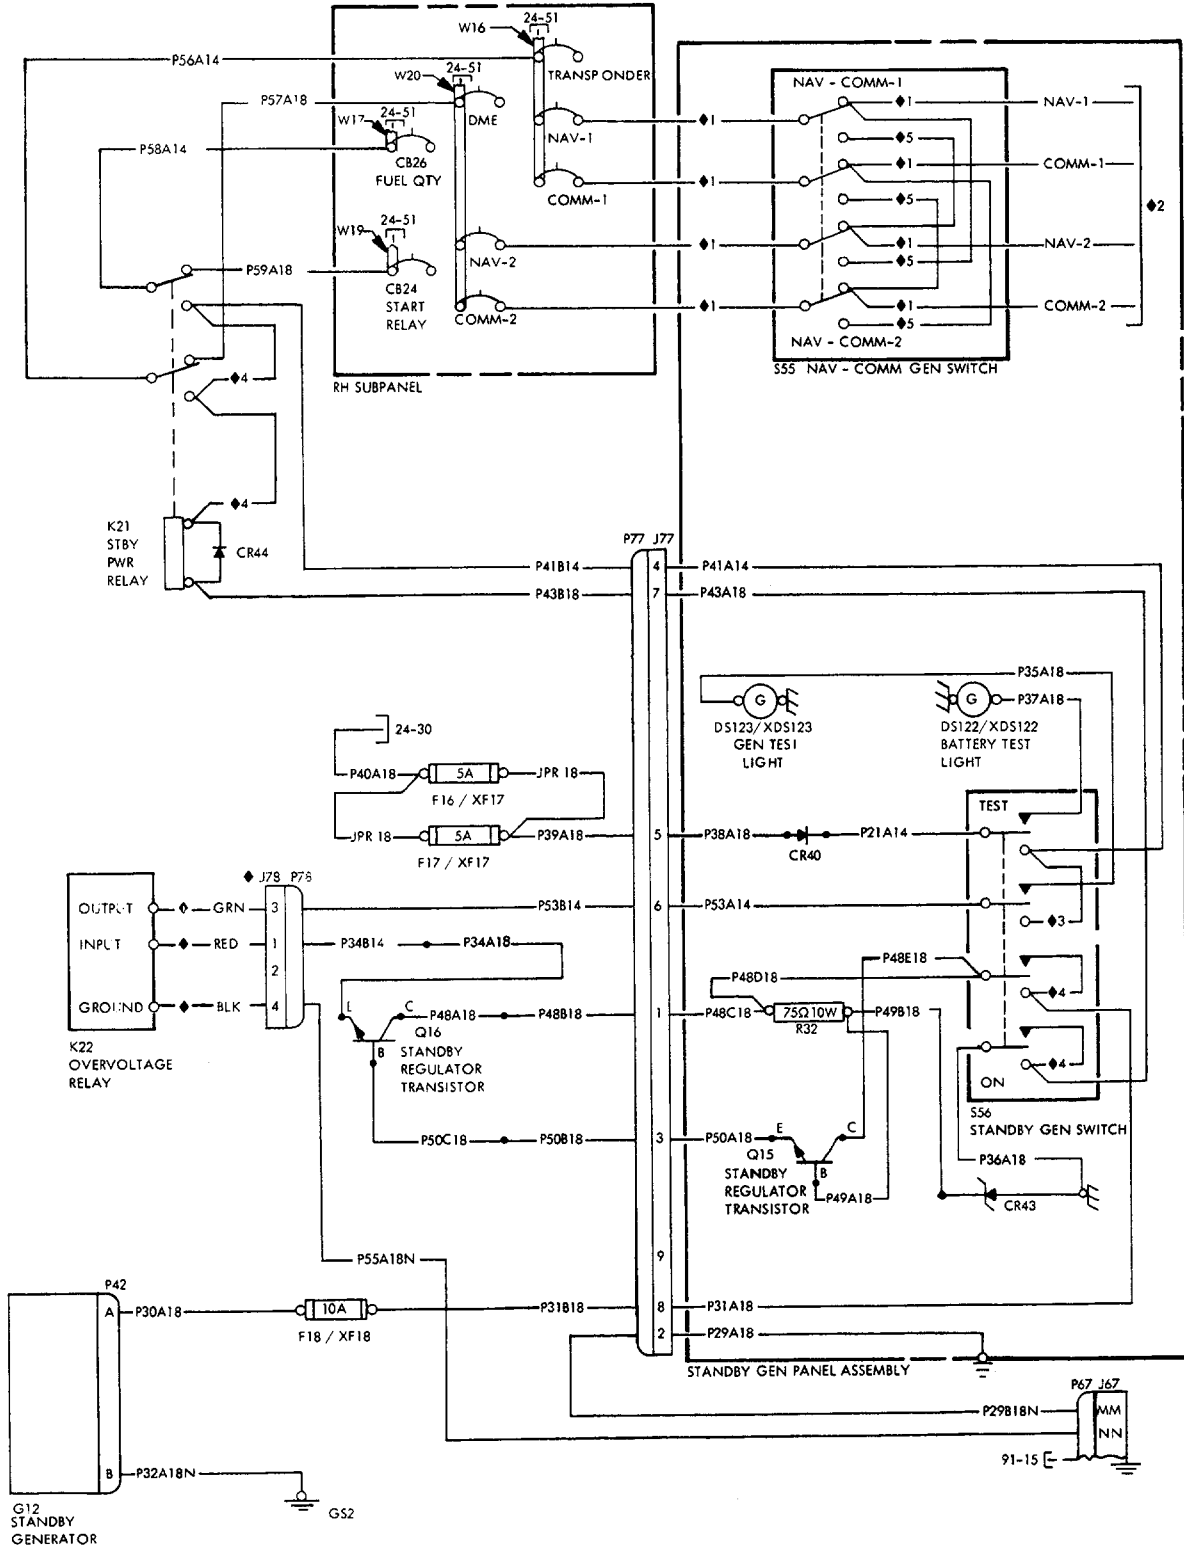 24-51
W16
P56A14
24-51
W20
TRANSPONDER
NAV - COMM-1
P57A18
24-51
W17
DME
♦1
NAV-1
P58A14
CB26
FUEL QTY
NAV-1
♦1
♦5
♦1
COMM-1
COMM-1
♦1
♦5
♦2
24-51
W19
NAV-2
♦1
♦1
NAV-2
P59A18
♦5
CB24
START
RELAY
COMM-2
♦1
♦1
COMM-2
♦5
NAV - COMM-2
S55 NAV - COMM GEN SWITCH
RH SUBPANEL
♦4
♦4
K21
STBY
PWR
RELAY
CR44
P77 J77
P41B14
4
P41A14
P43B18
7
P43A18
P35A18
G
G
P37A18
DS123/XDS123
GEN TEST
LIGHT
DS122/XDS122
BATTERY TEST
LIGHT
24-30
P40A18
5A
JPR 18
F16 / XF17
JPR 18
5A
P39A18
F17 / XF17
5
P38A18
CR40
P21A14
TEST
♦ J78 P78
OUTPUT
♦
GRN
3
P53B14
6
P53A14
♦3
INPUT
♦
RED
1
P34B14
P34A18
2
P48E18
P48D18
GROUND
♦
BLK
4
E
C
P48A18
P48B18
1
P48C18
75Ω10W
R32
P49B18
♦4
K22
OVERVOLTAGE
RELAY
Q16
STANDBY
REGULATOR
TRANSISTOR
B
♦4
ON
S56
STANDBY GEN SWITCH
P50C18
P50B18
3
P50A18
E
C
Q15
STANDBY
REGULATOR
TRANSISTOR
B
P49A18
P36A18
CR43
P55A18N
9
P42
A
P30A18
10A
F18 / XF18
P31B18
8
P31A18
2
P29A18
STANDBY GEN PANEL ASSEMBLY
P67 J67
P29B18N
MM
NN
91-15
B
P32A18N
GS2
G12
STANDBY
GENERATOR